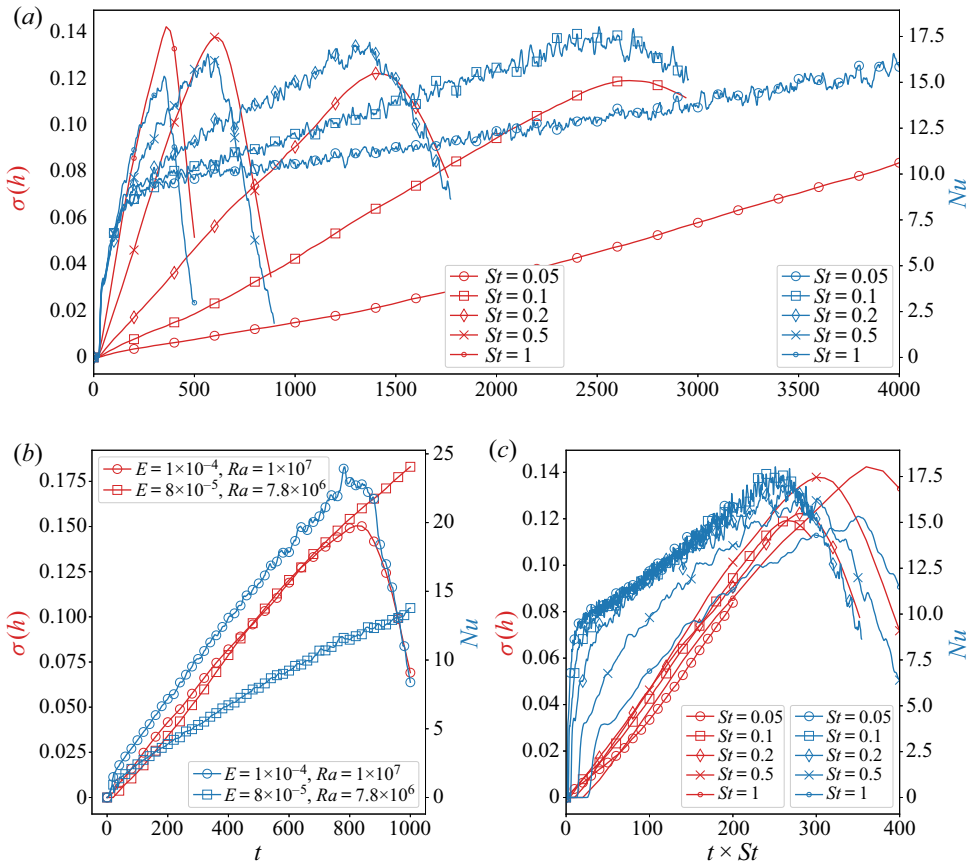 (a)
0.14
0.12
0.10
0.08
0.06
0.04
0.02
0
σ(h)
17.5
15.0
12.5
10.0
7.5
5.0
2.5
0
Nu
St = 0.05
St = 0.1
St = 0.2
St = 0.5
St = 1
St = 0.05
St = 0.1
St = 0.2
St = 0.5
St = 1
0 500 1000 1500 2000 2500 3000 3500 4000
(b)
0.175
0.150
0.125
0.100
0.075
0.050
0.025
0
σ(h)
E = 1×10⁻⁴, Ra = 1×10⁷
E = 8×10⁻⁵, Ra = 7.8×10⁶
25
20
15
10
5
0
Nu
E = 1×10⁻⁴, Ra = 1×10⁷
E = 8×10⁻⁵, Ra = 7.8×10⁶
0 200 400 600 800 1000
t
(c)
0.14
0.12
0.10
0.08
0.06
0.04
0.02
0
σ(h)
17.5
15.0
12.5
10.0
7.5
5.0
2.5
0
Nu
St = 0.05
St = 0.1
St = 0.2
St = 0.5
St = 1
St = 0.05
St = 0.1
St = 0.2
St = 0.5
St = 1
0 100 200 300 400
t × St